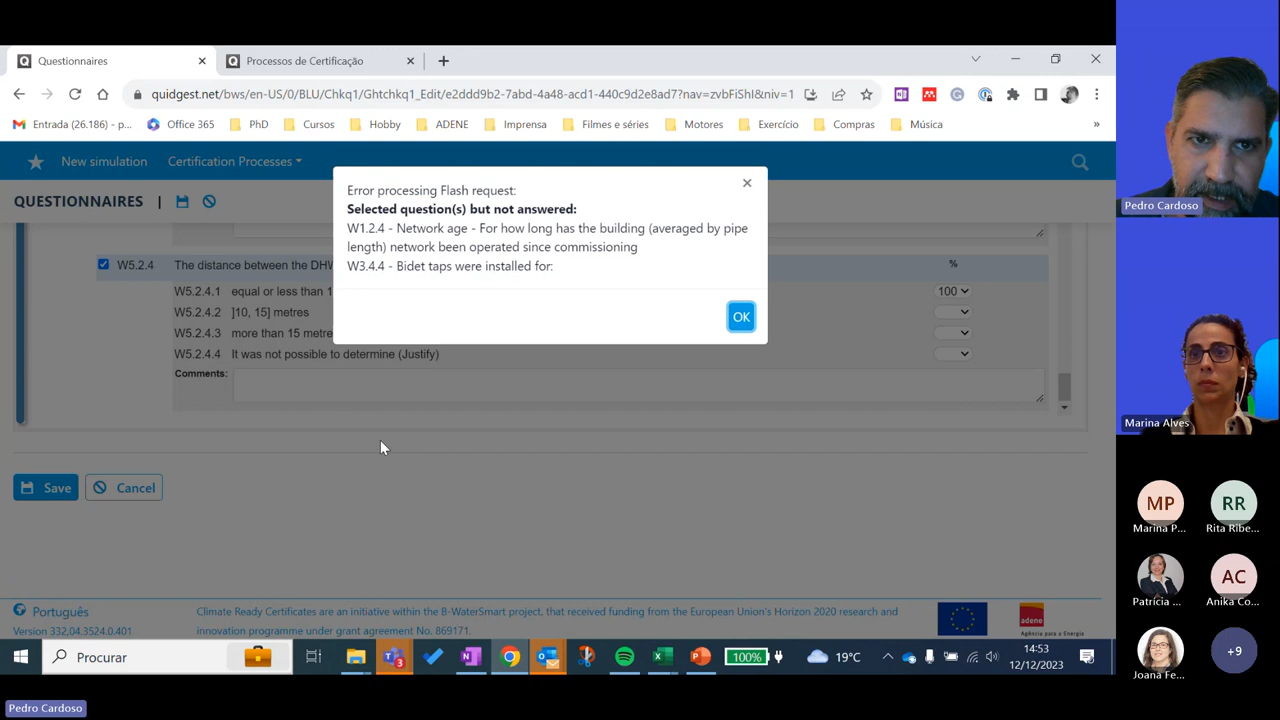 Questionnaires
Processos de Certificação
quidgest.net/bws/en-US/0/BLU/Chkq1/Ghtchkq1_Edit/e2ddd9b2-7abd-4a48-acd1-440c9d2e8ad7?nav=zvbFiShI&niv=1
Entrada (26.186) - p...
Office 365
PhD
Cursos
Hobby
ADENE
Imprensa
Filmes e séries
Motores
Exercício
Compras
Música
»
New simulation
Certification Processes
QUESTIONNAIRES |
Error processing Flash request:
Selected question(s) but not answered:
W1.2.4 - Network age - For how long has the building (averaged by pipe
length) network been operated since commissioning
W3.4.4 - Bidet taps were installed for:
OK
W5.2.4 The distance between the DHW
%
W5.2.4.1 equal or less than 1
100
W5.2.4.2 ]10, 15] metres
W5.2.4.3 more than 15 metre
W5.2.4.4 It was not possible to determine (Justify)
Comments:
Save
Cancel
Português
Version 332.04.3524.0.401
Climate Ready Certificates are an initiative within the B-WaterSmart project, that received funding from the European Union's Horizon 2020 research and
innovation programme under grant agreement No. 869171.
adene
Agência para a Energia
Procurar
3
100%
19°C
14:53
12/12/2023
Pedro Cardoso
Pedro Cardoso
Marina Alves
MP
Marina P...
RR
Rita Ribe...
Patrícia ...
AC
Anika Co...
Joana Fe...
+9